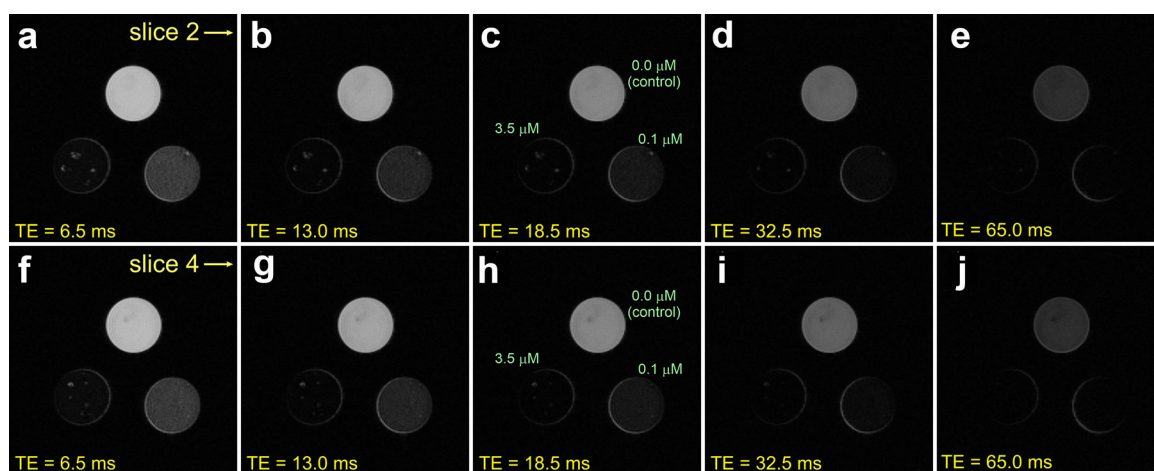 a
slice 2 →
b
c
d
e
0.0 μM
(control)
3.5 μM
0.1 μM
TE = 6.5 ms
TE = 13.0 ms
TE = 18.5 ms
TE = 32.5 ms
TE = 65.0 ms
f
slice 4 →
g
h
i
j
0.0 μM
(control)
3.5 μM
0.1 μM
TE = 6.5 ms
TE = 13.0 ms
TE = 18.5 ms
TE = 32.5 ms
TE = 65.0 ms